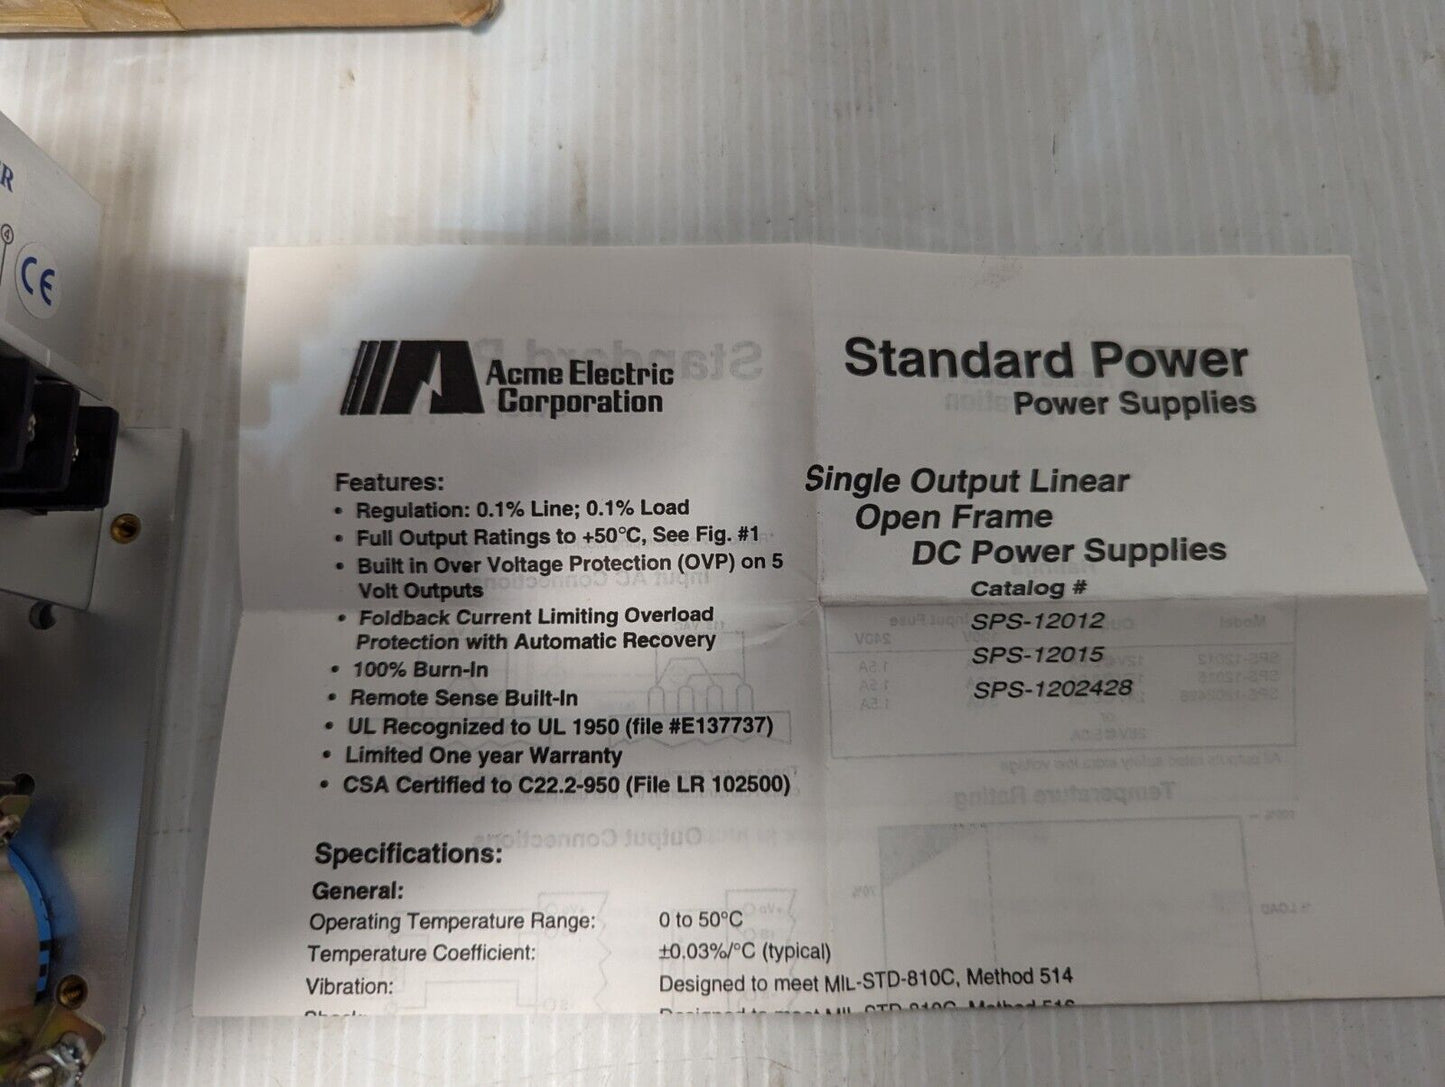 R
4
CE
Acme Electric
Corporation
Standard Power
Power Supplies
Features:
• Regulation: 0.1% Line; 0.1% Load
• Full Output Ratings to +50°C, See Fig. #1
• Built in Over Voltage Protection (OVP) on 5
Volt Outputs
• Foldback Current Limiting Overload
Protection with Automatic Recovery
• 100% Burn-In
• Remote Sense Built-In
• UL Recognized to UL 1950 (file #E137737)
• Limited One year Warranty
• CSA Certified to C22.2-950 (File LR 102500)
Single Output Linear
Open Frame
DC Power Supplies
Catalog #
SPS-12012
SPS-12015
SPS-1202428
Specifications:
General:
Operating Temperature Range: 0 to 50°C
Temperature Coefficient: ±0.03%/°C (typical)
Vibration: Designed to meet MIL-STD-810C, Method 514